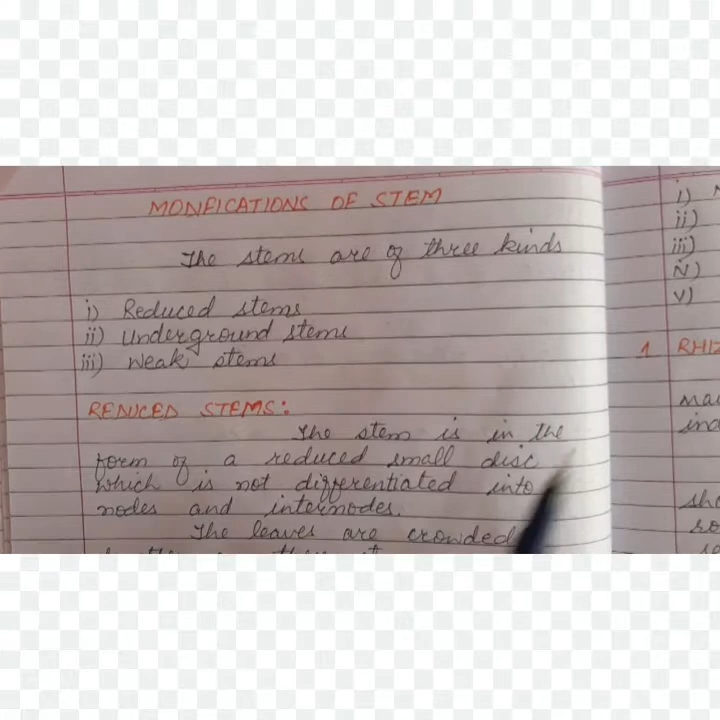 MONFICATIONS OF STEM
The stems are of three kinds
i) Reduced stems
ii) Underground stems
iii) Weak stems
REDUCED STEMS:
The stem is in the
form of a reduced small disc
which is not differentiated into
nodes and internodes.
The leaves are crowded
i)
ii)
iii)
iv)
v)
1 RHIZ